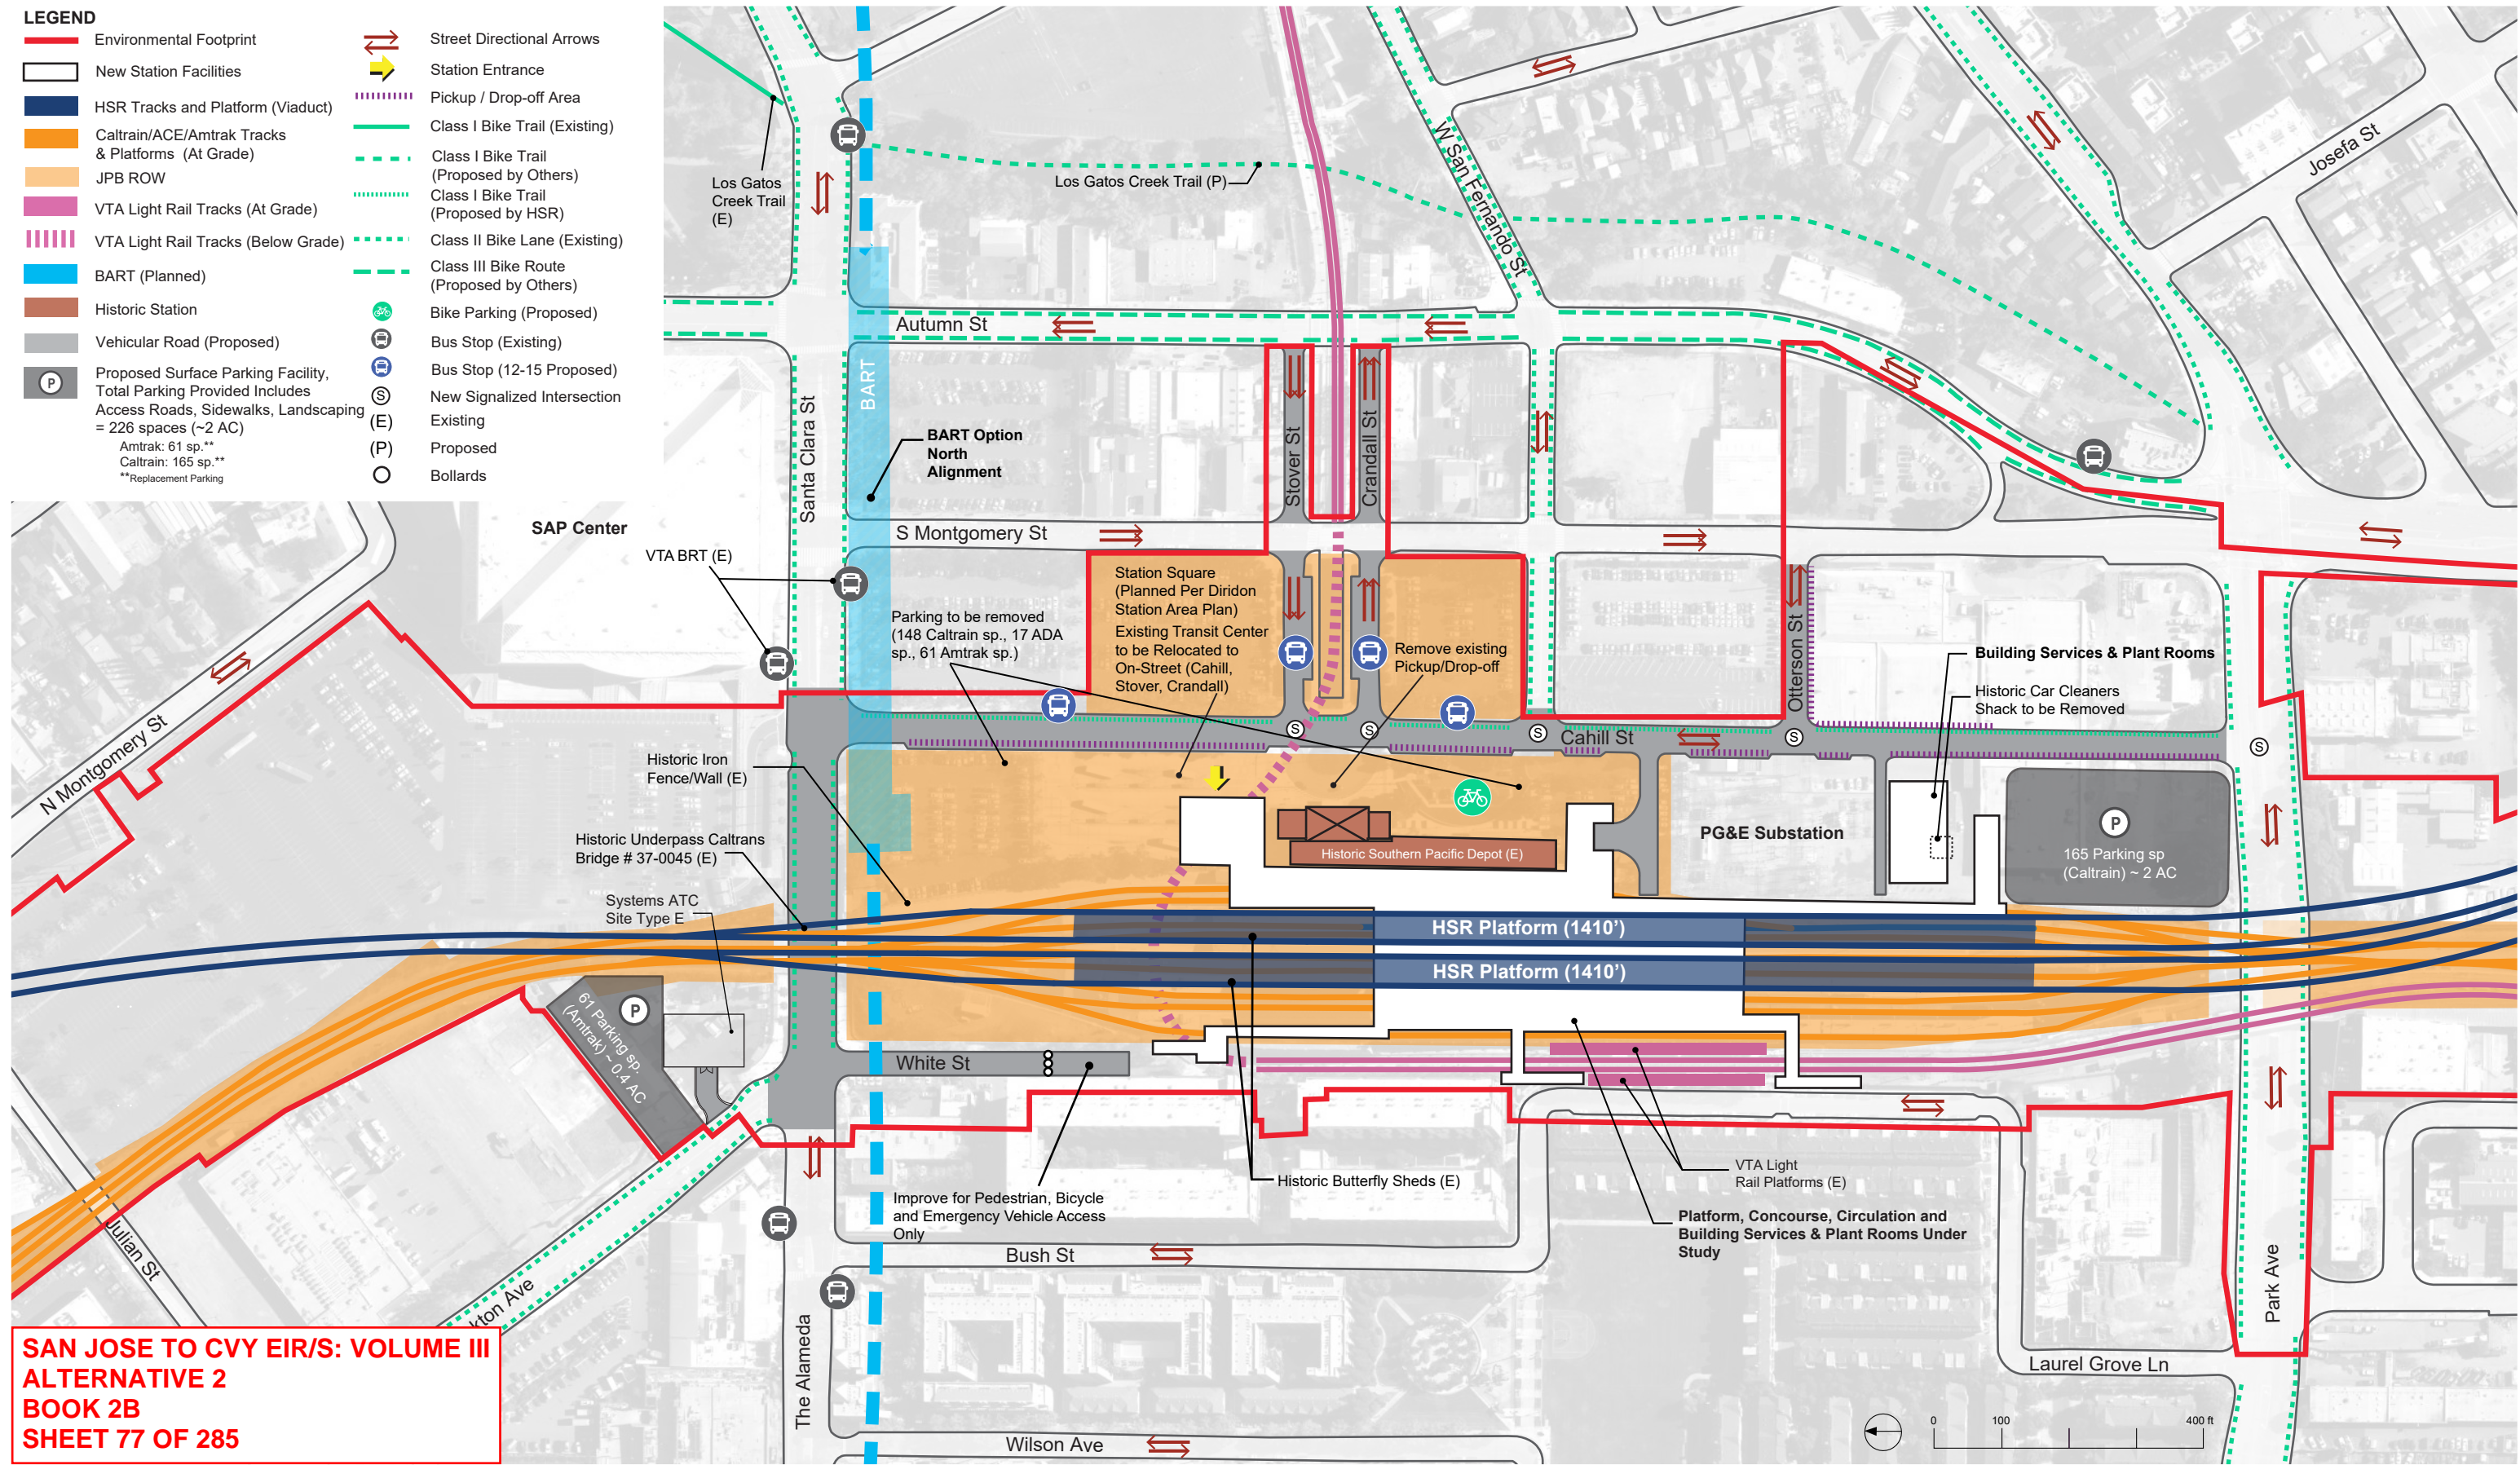 LEGEND
Environmental Footprint
New Station Facilities
HSR Tracks and Platform (Viaduct)
Caltrain/ACE/Amtrak Tracks
& Platforms (At Grade)
JPB ROW
VTA Light Rail Tracks (At Grade)
VTA Light Rail Tracks (Below Grade)
BART (Planned)
Historic Station
Vehicular Road (Proposed)
P
Proposed Surface Parking Facility,
Total Parking Provided Includes
Access Roads, Sidewalks, Landscaping
= 226 spaces (~2 AC)
Amtrak: 61 sp.**
Caltrain: 165 sp.**
**Replacement Parking
Street Directional Arrows
Station Entrance
Pickup / Drop-off Area
Class I Bike Trail (Existing)
Class I Bike Trail
(Proposed by Others)
Class I Bike Trail
(Proposed by HSR)
Class II Bike Lane (Existing)
Class III Bike Route
(Proposed by Others)
Bike Parking (Proposed)
Bus Stop (Existing)
Bus Stop (12-15 Proposed)
S New Signalized Intersection
(E) Existing
(P) Proposed
Bollards
Los Gatos
Creek Trail
(E)
Los Gatos Creek Trail (P)
W San Fernando St
Josefa St
Autumn St
BART
Santa Clara St
BART Option
North
Alignment
Stover St
Crandall St
S Montgomery St
SAP Center
VTA BRT (E)
Station Square
(Planned Per Diridon
Station Area Plan)
Existing Transit Center
to be Relocated to
On-Street (Cahill,
Stover, Crandall)
Parking to be removed
(148 Caltrain sp., 17 ADA
sp., 61 Amtrak sp.)
Remove existing
Pickup/Drop-off
Otterson St
Building Services & Plant Rooms
Historic Car Cleaners
Shack to be Removed
N Montgomery St
S
S
S
Cahill St
S
S
Historic Iron
Fence/Wall (E)
Historic Underpass Caltrans
Bridge # 37-0045 (E)
Systems ATC
Site Type E
Historic Southern Pacific Depot (E)
PG&E Substation
P
165 Parking sp
(Caltrain) ~ 2 AC
HSR Platform (1410')
HSR Platform (1410')
P
61 Parking sp.
(Amtrak) ~ 0.4 AC
White St
Historic Butterfly Sheds (E)
VTA Light
Rail Platforms (E)
Improve for Pedestrian, Bicycle
and Emergency Vehicle Access
Only
Platform, Concourse, Circulation and
Building Services & Plant Rooms Under
Study
Julian St
kton Ave
Bush St
The Alameda
Park Ave
Laurel Grove Ln
Wilson Ave
0 100 400 ft
SAN JOSE TO CVY EIR/S: VOLUME III
ALTERNATIVE 2
BOOK 2B
SHEET 77 OF 285